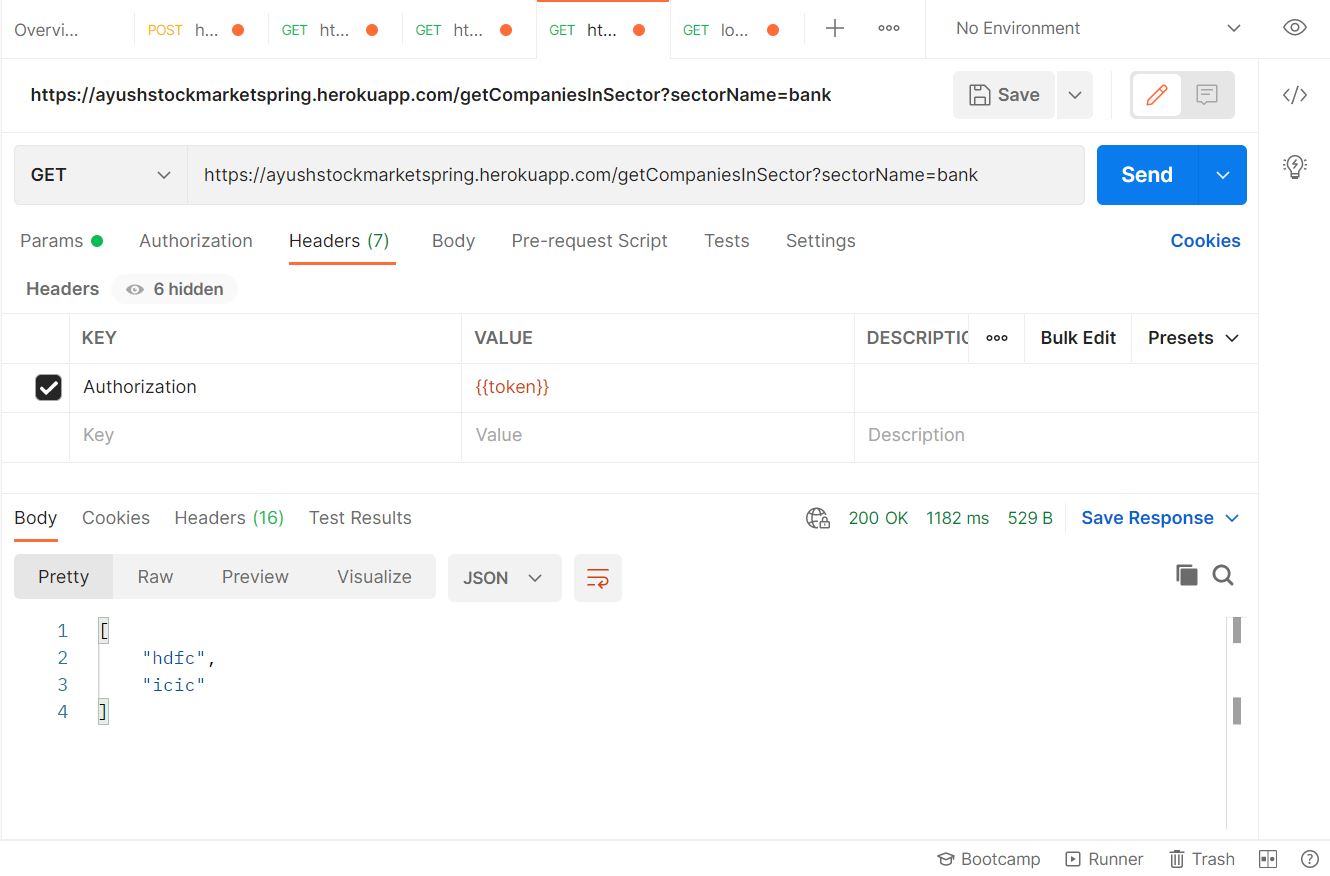 Overvi...
POST h...
GET ht...
GET ht...
GET ht...
GET lo...
No Environment
https://ayushstockmarketspring.herokuapp.com/getCompaniesInSector?sectorName=bank
Save
GET
https://ayushstockmarketspring.herokuapp.com/getCompaniesInSector?sectorName=bank
Send
Params Authorization Headers (7) Body Pre-request Script Tests Settings Cookies
Headers 6 hidden
KEY VALUE DESCRIPTIO Bulk Edit Presets
Authorization {{token}}
Key Value Description
Body Cookies Headers (16) Test Results 200 OK 1182 ms 529 B Save Response
Pretty Raw Preview Visualize JSON
1 [
2 "hdfc",
3 "icic"
4 ]
Bootcamp Runner Trash